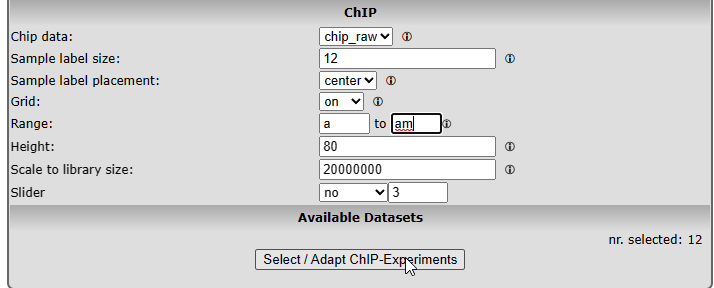 ChIP
Chip data: chip_raw
Sample label size: 12
Sample label placement: center
Grid: on
Range: a to am
Height: 80
Scale to library size: 20000000
Slider no 3
Available Datasets
nr. selected: 12
Select / Adapt ChIP-Experiments